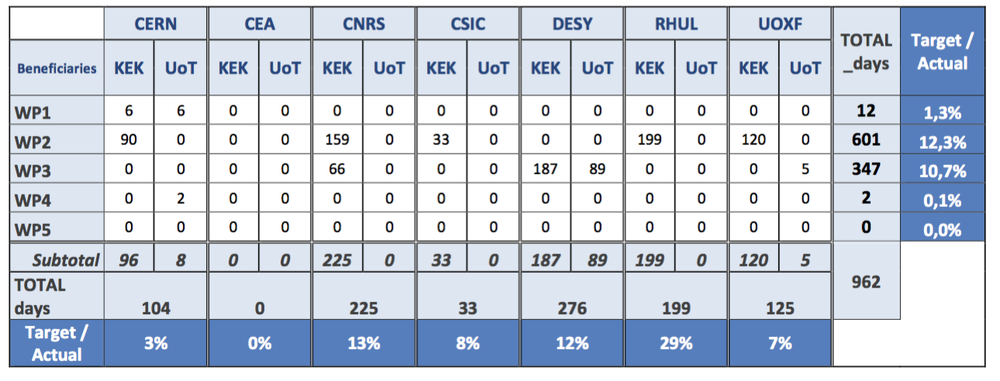 CERN CEA CNRS CSIC DESY RHUL UOXF TOTAL _days Target / Actual
Beneficiaries KEK UoT KEK UoT KEK UoT KEK UoT KEK UoT KEK UoT KEK UoT
WP1 6 6 0 0 0 0 0 0 0 0 0 0 0 0 12 1,3%
WP2 90 0 0 0 159 0 33 0 0 0 199 0 120 0 601 12,3%
WP3 0 0 0 0 66 0 0 0 187 89 0 0 0 5 347 10,7%
WP4 0 2 0 0 0 0 0 0 0 0 0 0 0 0 2 0,1%
WP5 0 0 0 0 0 0 0 0 0 0 0 0 0 0 0 0,0%
Subtotal 96 8 0 0 225 0 33 0 187 89 199 0 120 5 962
TOTAL
days 104 0 225 33 276 199 125
Target /
Actual 3% 0% 13% 8% 12% 29% 7%